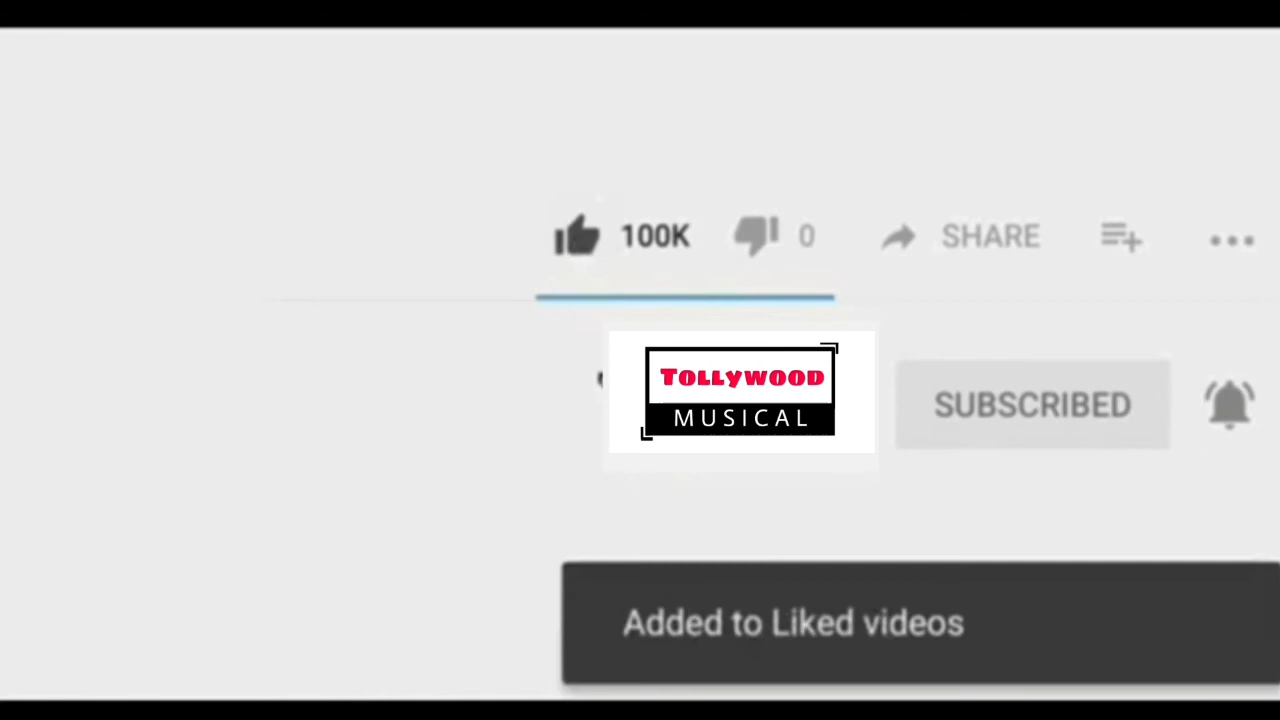 100K 0 SHARE
TOLLYWOOD
MUSICAL
SUBSCRIBED
Added to Liked videos